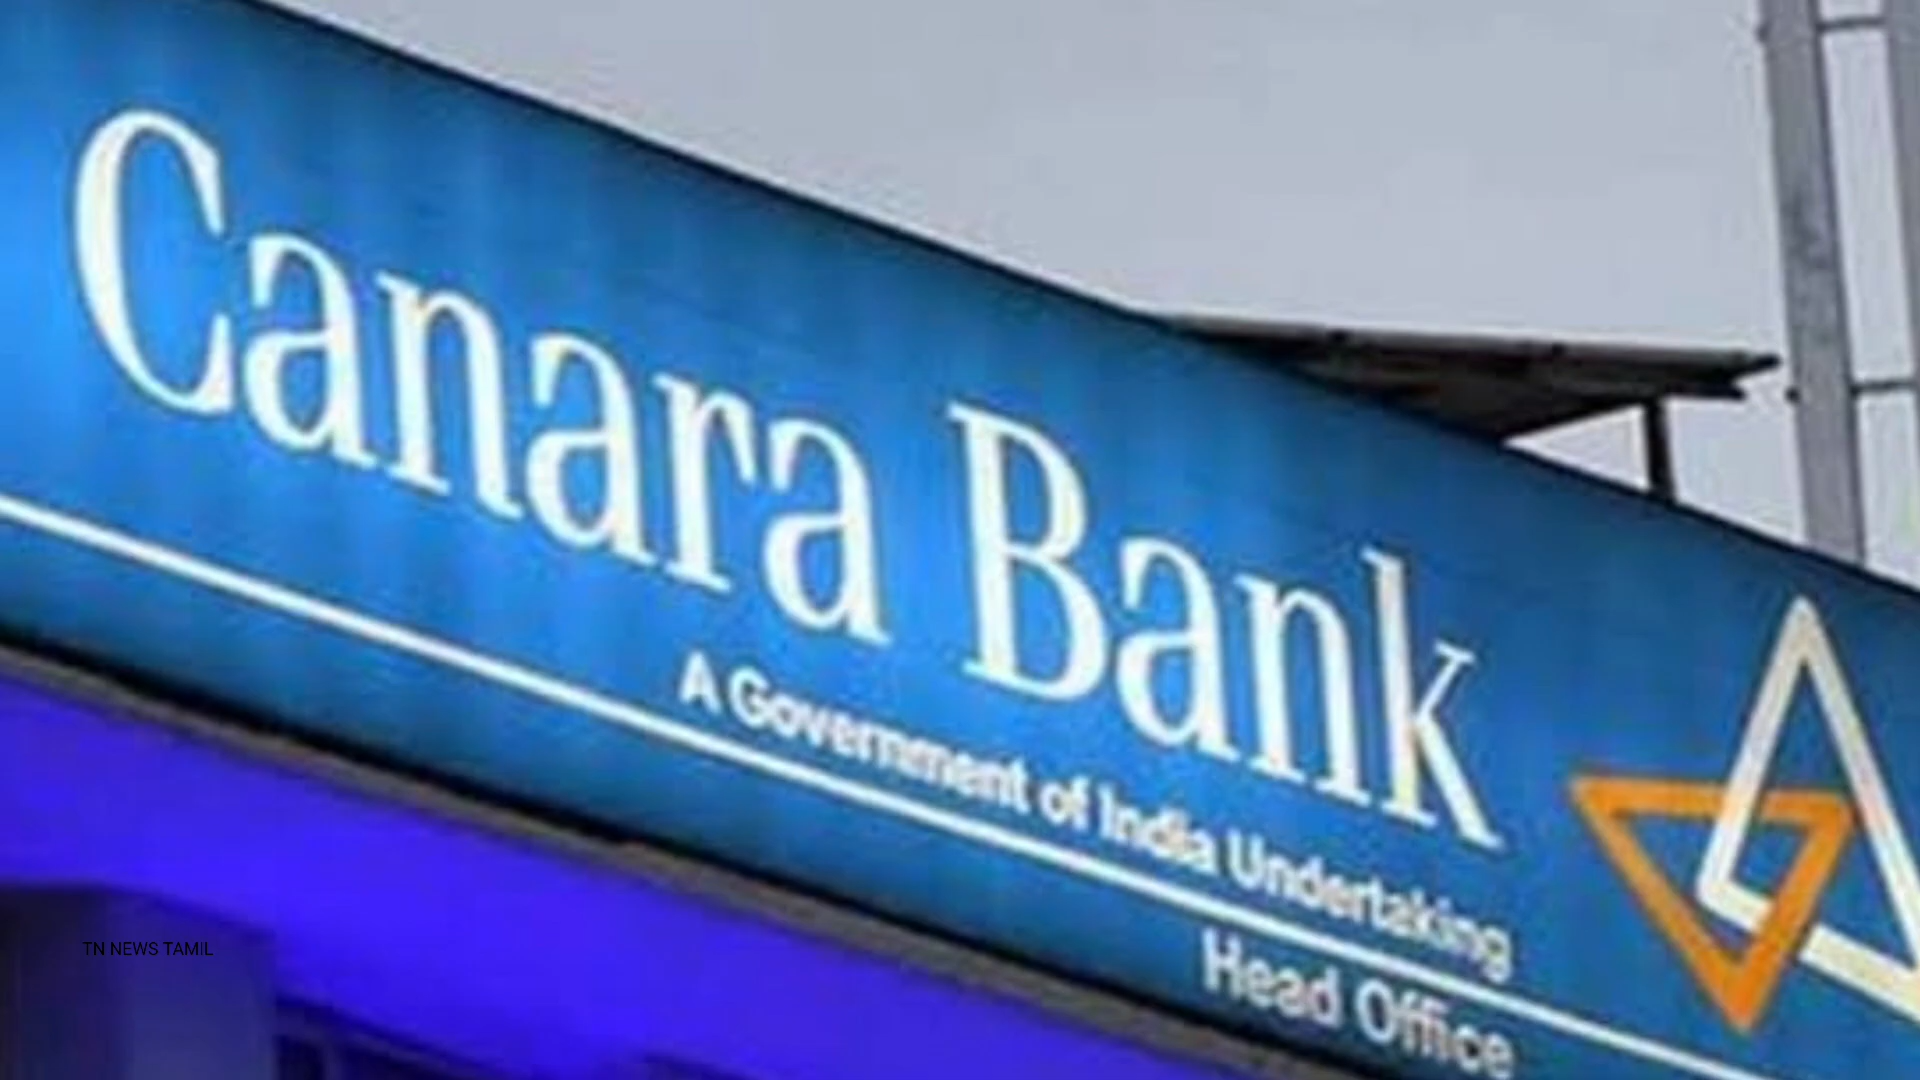 Canara Bank
A Government of India Undertaking
Head Office
TN NEWS TAMIL